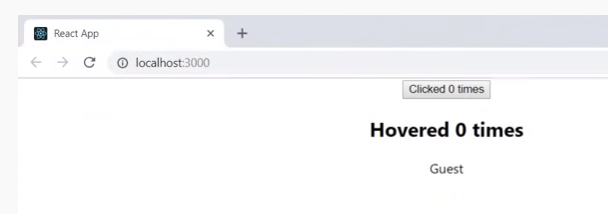 React App
localhost:3000
Clicked 0 times
Hovered 0 times
Guest